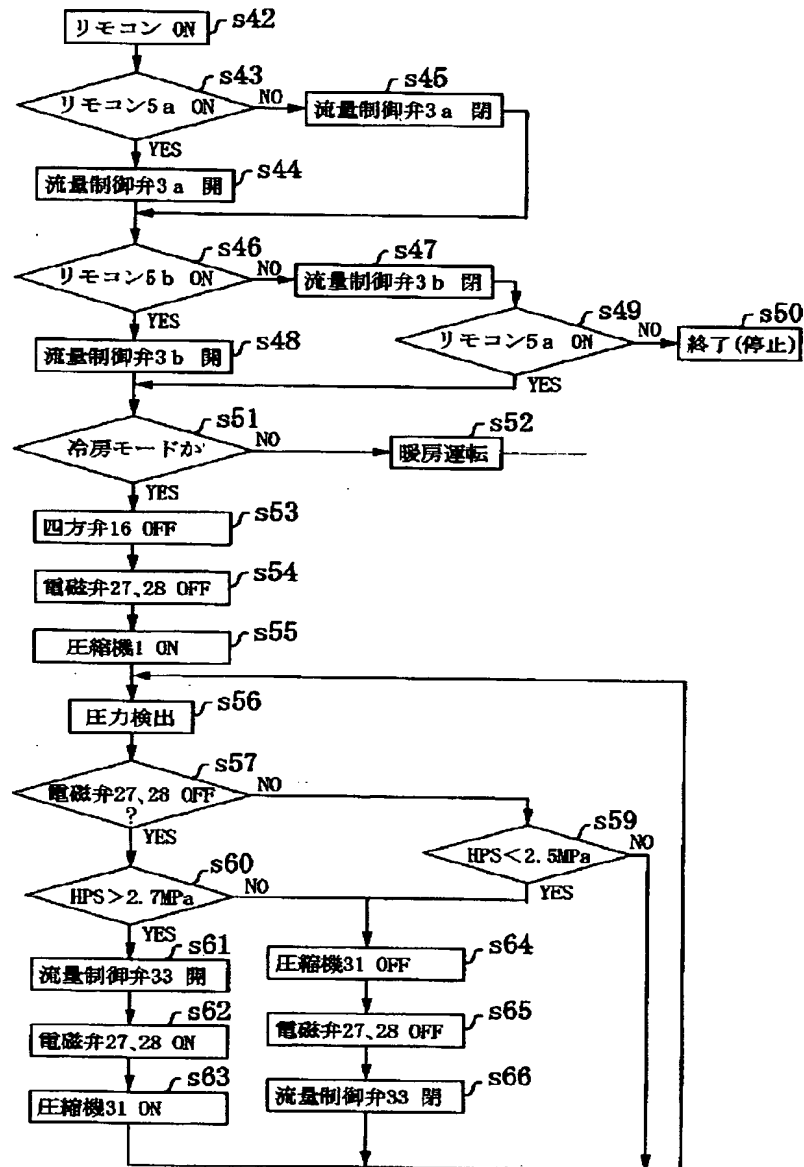 リモコン ON
s42
s43
リモコン5a ON
NO
s45
流量制御弁3a 閉
YES
s44
流量制御弁3a 開
s46
リモコン5b ON
NO
s47
流量制御弁3b 閉
YES
s48
流量制御弁3b 開
s49
リモコン5a ON
NO
s50
終了(停止)
YES
s51
冷房モードか
NO
s52
暖房運転
YES
s53
四方弁16 OFF
s54
電磁弁27、28 OFF
s55
圧縮機1 ON
s56
圧力検出
s57
電磁弁27、28 OFF
?
NO
YES
s59
HPS<2.5MPa
NO
YES
s60
HPS>2.7MPa
NO
YES
s61
流量制御弁33 開
s62
電磁弁27、28 ON
s63
圧縮機31 ON
s64
圧縮機31 OFF
s65
電磁弁27、28 OFF
s66
流量制御弁33 閉